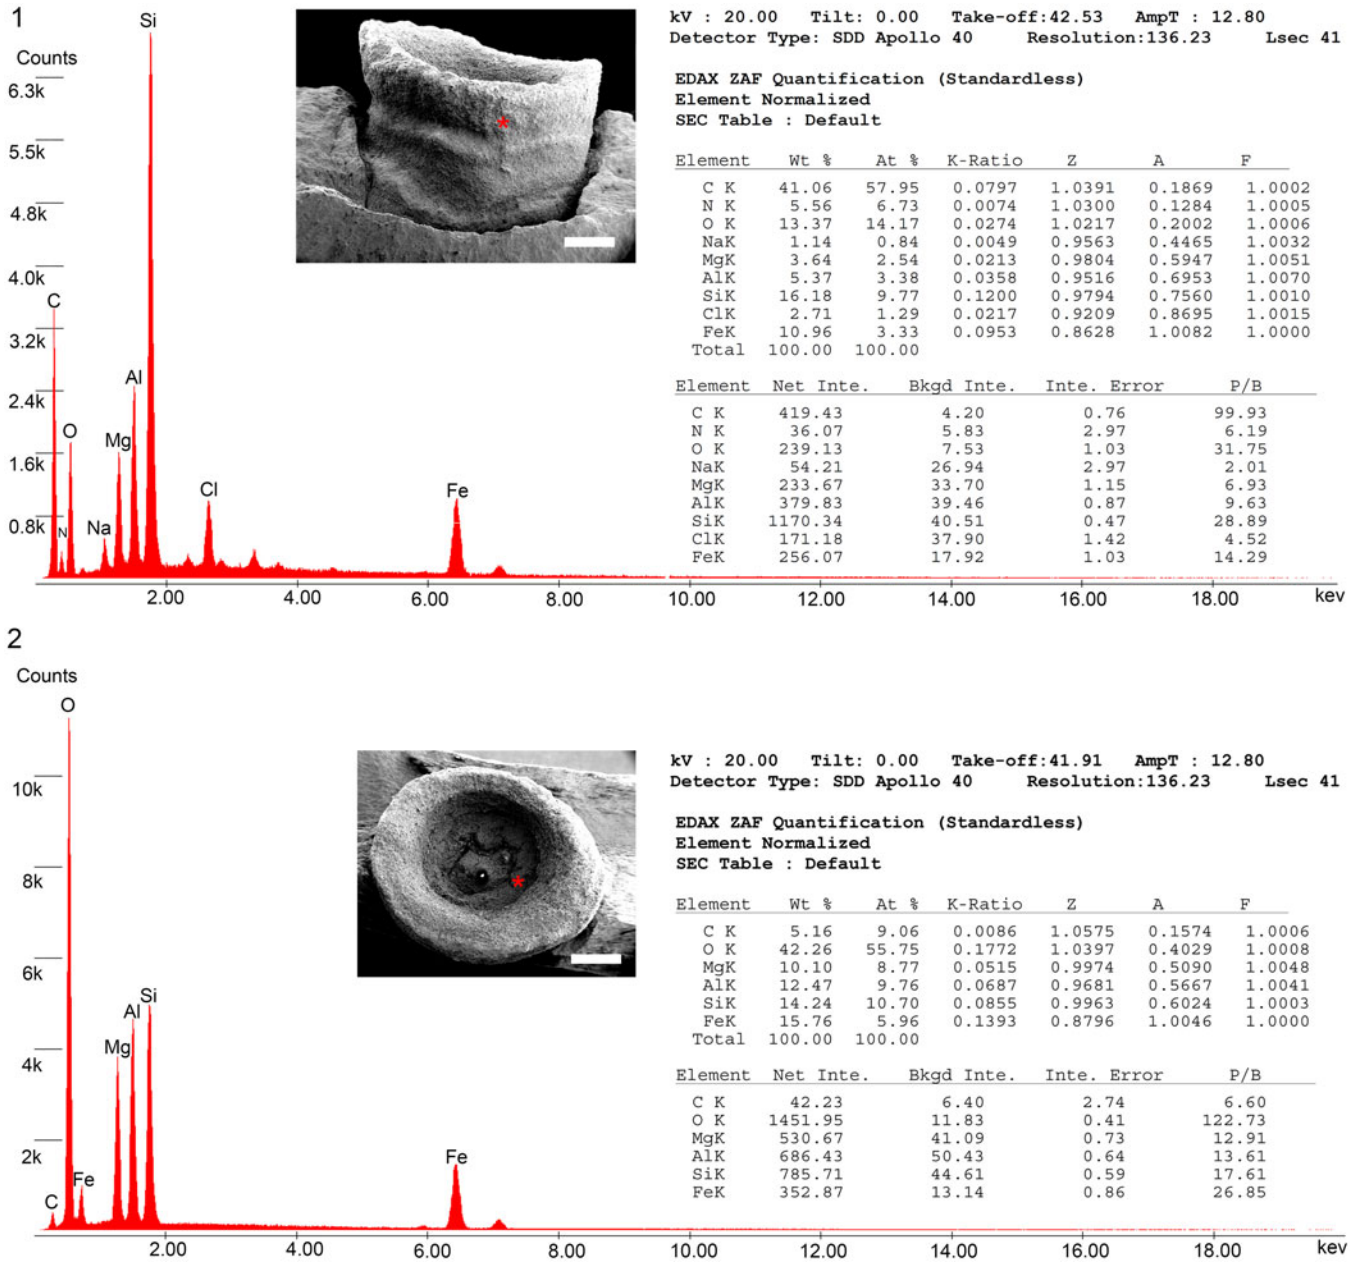 1
Counts
6.3k
5.5k
4.8k
4.0k
3.2k
2.4k
1.6k
0.8k
Si
C
O
N
Na
Mg
Al
Cl
Fe
2.00 4.00 6.00 8.00 10.00 12.00 14.00 16.00 18.00 kev
*
kV : 20.00 Tilt: 0.00 Take-off:42.53 AmpT : 12.80
Detector Type: SDD Apollo 40 Resolution:136.23 Lsec 41
EDAX ZAF Quantification (Standardless)
Element Normalized
SEC Table : Default
Element Wt % At % K-Ratio Z A F
C K 41.06 57.95 0.0797 1.0391 0.1869 1.0002
N K 5.56 6.73 0.0074 1.0300 0.1284 1.0005
O K 13.37 14.17 0.0274 1.0217 0.2002 1.0006
NaK 1.14 0.84 0.0049 0.9563 0.4465 1.0032
MgK 3.64 2.54 0.0213 0.9804 0.5947 1.0051
AlK 5.37 3.38 0.0358 0.9516 0.6953 1.0070
SiK 16.18 9.77 0.1200 0.9794 0.7560 1.0010
ClK 2.71 1.29 0.0217 0.9209 0.8695 1.0015
FeK 10.96 3.33 0.0953 0.8628 1.0082 1.0000
Total 100.00 100.00
Element Net Inte. Bkgd Inte. Inte. Error P/B
C K 419.43 4.20 0.76 99.93
N K 36.07 5.83 2.97 6.19
O K 239.13 7.53 1.03 31.75
NaK 54.21 26.94 2.97 2.01
MgK 233.67 33.70 1.15 6.93
AlK 379.83 39.46 0.87 9.63
SiK 1170.34 40.51 0.47 28.89
ClK 171.18 37.90 1.42 4.52
FeK 256.07 17.92 1.03 14.29
2
Counts
10k
8k
6k
4k
2k
O
C
Fe
Mg
Al
Si
Fe
2.00 4.00 6.00 8.00 10.00 12.00 14.00 16.00 18.00 kev
*
kV : 20.00 Tilt: 0.00 Take-off:41.91 AmpT : 12.80
Detector Type: SDD Apollo 40 Resolution:136.23 Lsec 41
EDAX ZAF Quantification (Standardless)
Element Normalized
SEC Table : Default
Element Wt % At % K-Ratio Z A F
C K 5.16 9.06 0.0086 1.0575 0.1574 1.0006
O K 42.26 55.75 0.1772 1.0397 0.4029 1.0008
MgK 10.10 8.77 0.0515 0.9974 0.5090 1.0048
AlK 12.47 9.76 0.0687 0.9681 0.5667 1.0041
SiK 14.24 10.70 0.0855 0.9963 0.6024 1.0003
FeK 15.76 5.96 0.1393 0.8796 1.0046 1.0000
Total 100.00 100.00
Element Net Inte. Bkgd Inte. Inte. Error P/B
C K 42.23 6.40 2.74 6.60
O K 1451.95 11.83 0.41 122.73
MgK 530.67 41.09 0.73 12.91
AlK 686.43 50.43 0.64 13.61
SiK 785.71 44.61 0.59 17.61
FeK 352.87 13.14 0.86 26.85